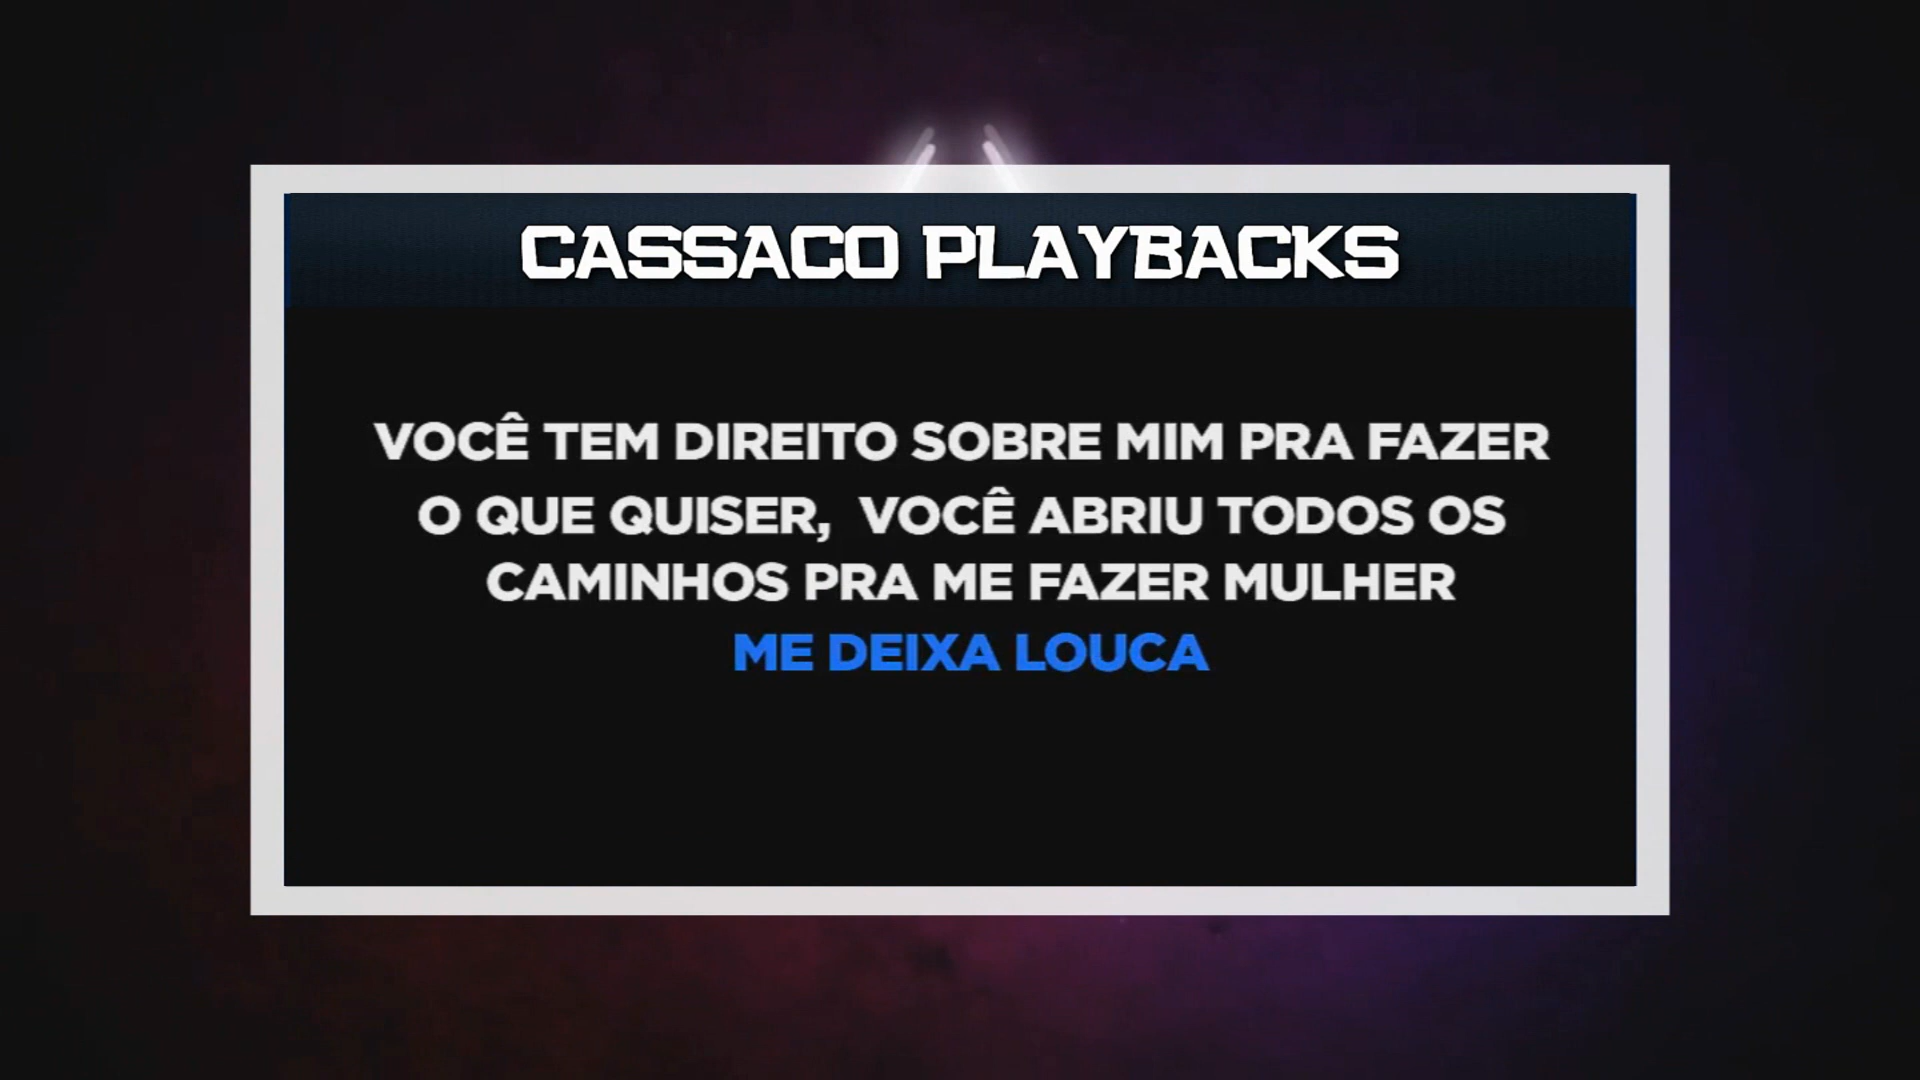 CASSACO PLAYBACKS
VOCÊ TEM DIREITO SOBRE MIM PRA FAZER
O QUE QUISER,  VOCÊ ABRIU TODOS OS
CAMINHOS PRA ME FAZER MULHER
ME DEIXA LOUCA